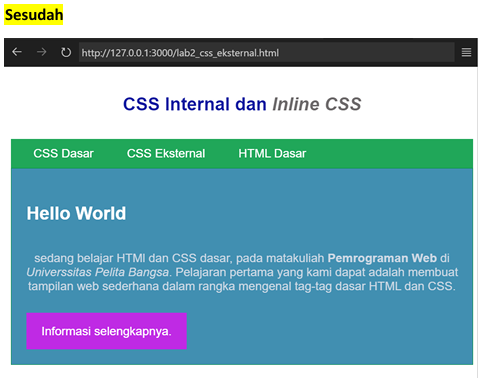 Sesudah
http://127.0.0.1:3000/lab2_css_eksternal.html
CSS Internal dan Inline CSS
CSS Dasar CSS Eksternal HTML Dasar
Hello World
sedang belajar HTMl dan CSS dasar, pada matakuliah Pemrograman Web di
Universsitas Pelita Bangsa. Pelajaran pertama yang kami dapat adalah membuat
tampilan web sederhana dalam rangka mengenal tag-tag dasar HTML dan CSS.
Informasi selengkapnya.